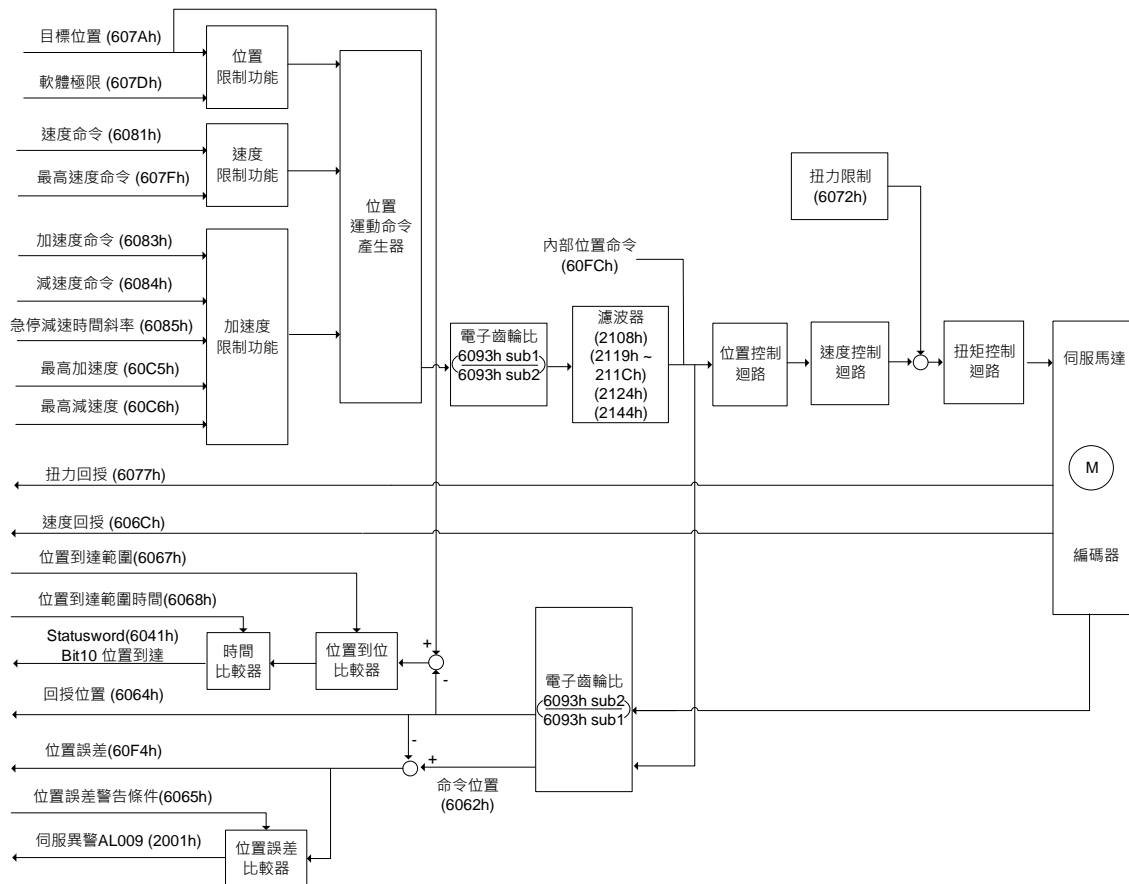 目標位置 (607Ah)
軟體極限 (607Dh)
位置
限制功能
速度命令 (6081h)
最高速度命令 (607Fh)
速度
限制功能
加速度命令 (6083h)
減速度命令 (6084h)
急停減速時間斜率 (6085h)
最高加速度 (60C5h)
最高減速度 (60C6h)
加速度
限制功能
位置
運動命令
產生器
電子齒輪比
6093h sub1
6093h sub2
濾波器
(2108h)
(2119h ~
211Ch)
(2124h)
(2144h)
內部位置命令
(60FCh)
位置控制
迴路
速度控制
迴路
扭力限制
(6072h)
扭矩控制
迴路
伺服馬達
M
編碼器
扭力回授 (6077h)
速度回授 (606Ch)
位置到達範圍(6067h)
位置到達範圍時間(6068h)
Statusword(6041h)
Bit10 位置到達
時間
比較器
位置到位
比較器
+
-
回授位置 (6064h)
電子齒輪比
6093h sub2
6093h sub1
-
+
位置誤差(60F4h)
命令位置
(6062h)
位置誤差警告條件(6065h)
伺服異警AL009 (2001h)
位置誤差
比較器